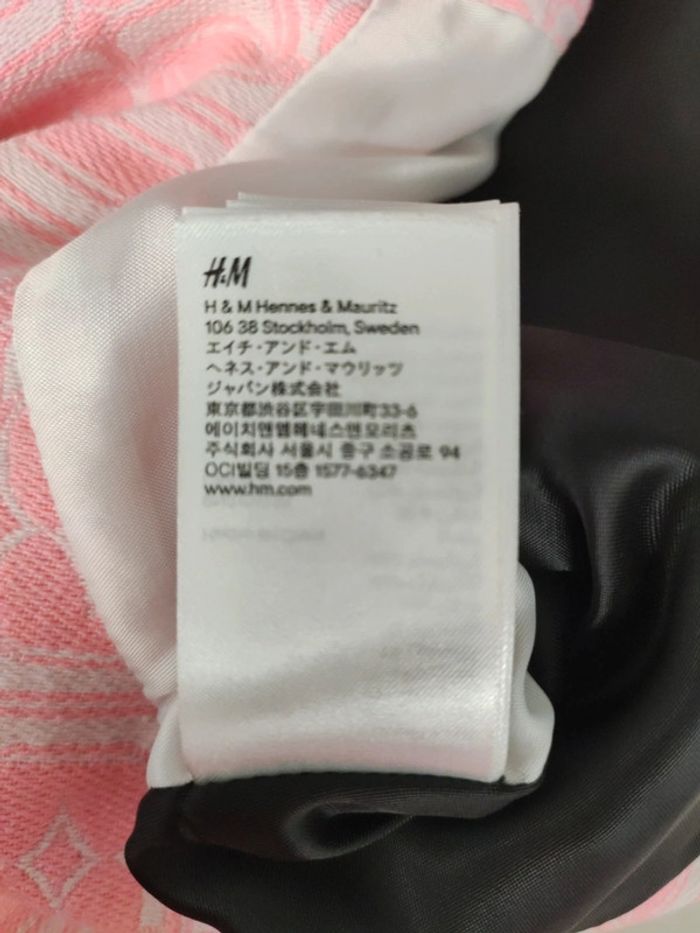 H&M
H & M Hennes & Mauritz
106 38 Stockholm, Sweden
エイチ・アンド・エム
ヘネス・アンド・マウリッツ
ジャパン株式会社
東京都渋谷区宇田川町33-6
에이치앤엠헤네스앤모리츠
주식회사 서울시 중구 소공로 94
OCI빌딩 15층 1577-6347
www.hm.com